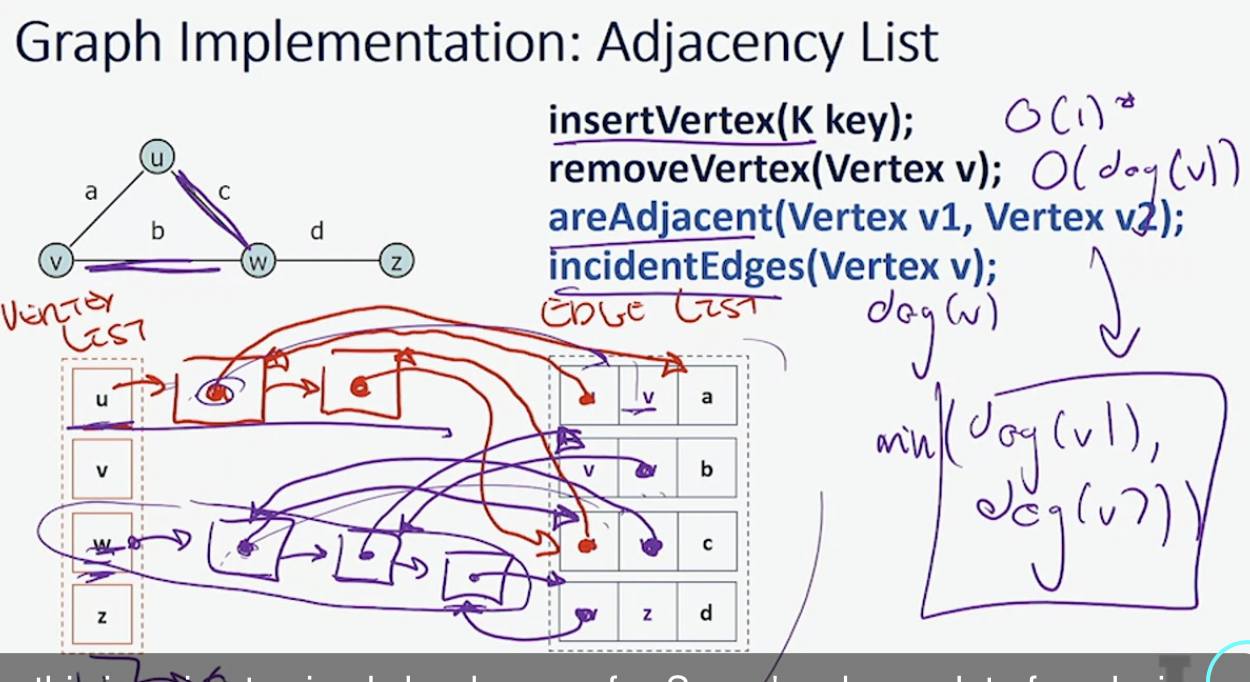 Graph Implementation: Adjacency List
insertVertex(K key); O(1)*
removeVertex(Vertex v); O(deg(v))
areAdjacent(Vertex v1, Vertex v2);
incidentEdges(Vertex v);
deg(v)
u
a c
b d
v w z
VERTEX
LIST
EDGE LIST
min(deg(v1),
deg(v2))
u v a
v v b
w c
z z d